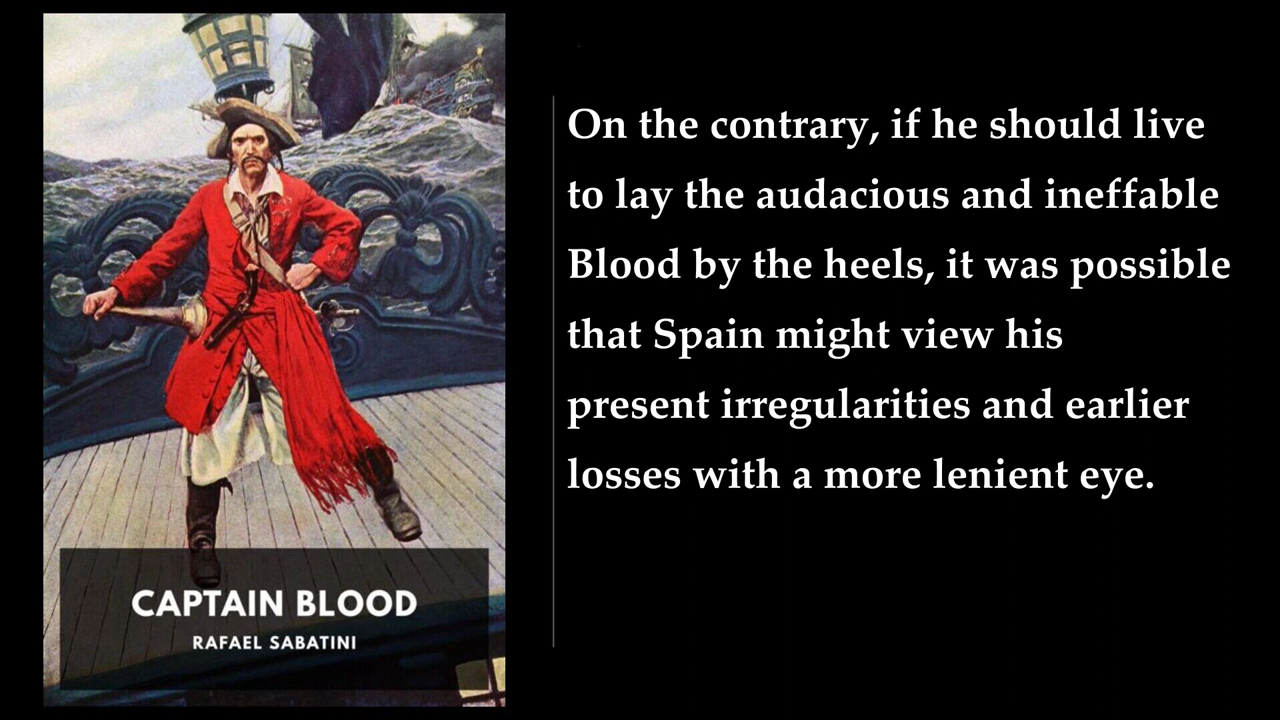 CAPTAIN BLOOD
RAFAEL SABATINI
On the contrary, if he should live
to lay the audacious and ineffable
Blood by the heels, it was possible
that Spain might view his
present irregularities and earlier
losses with a more lenient eye.